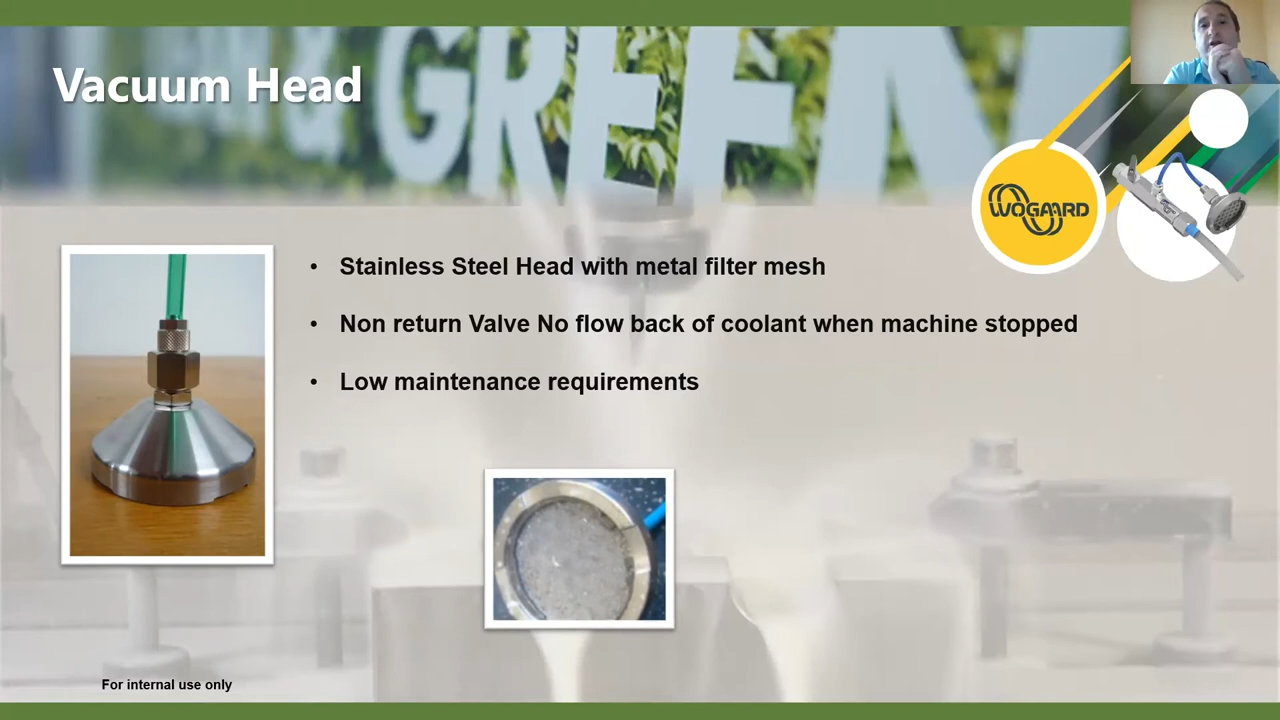 Vacuum Head
& GREEN
WOGAARD
• Stainless Steel Head with metal filter mesh
• Non return Valve No flow back of coolant when machine stopped
• Low maintenance requirements
For internal use only